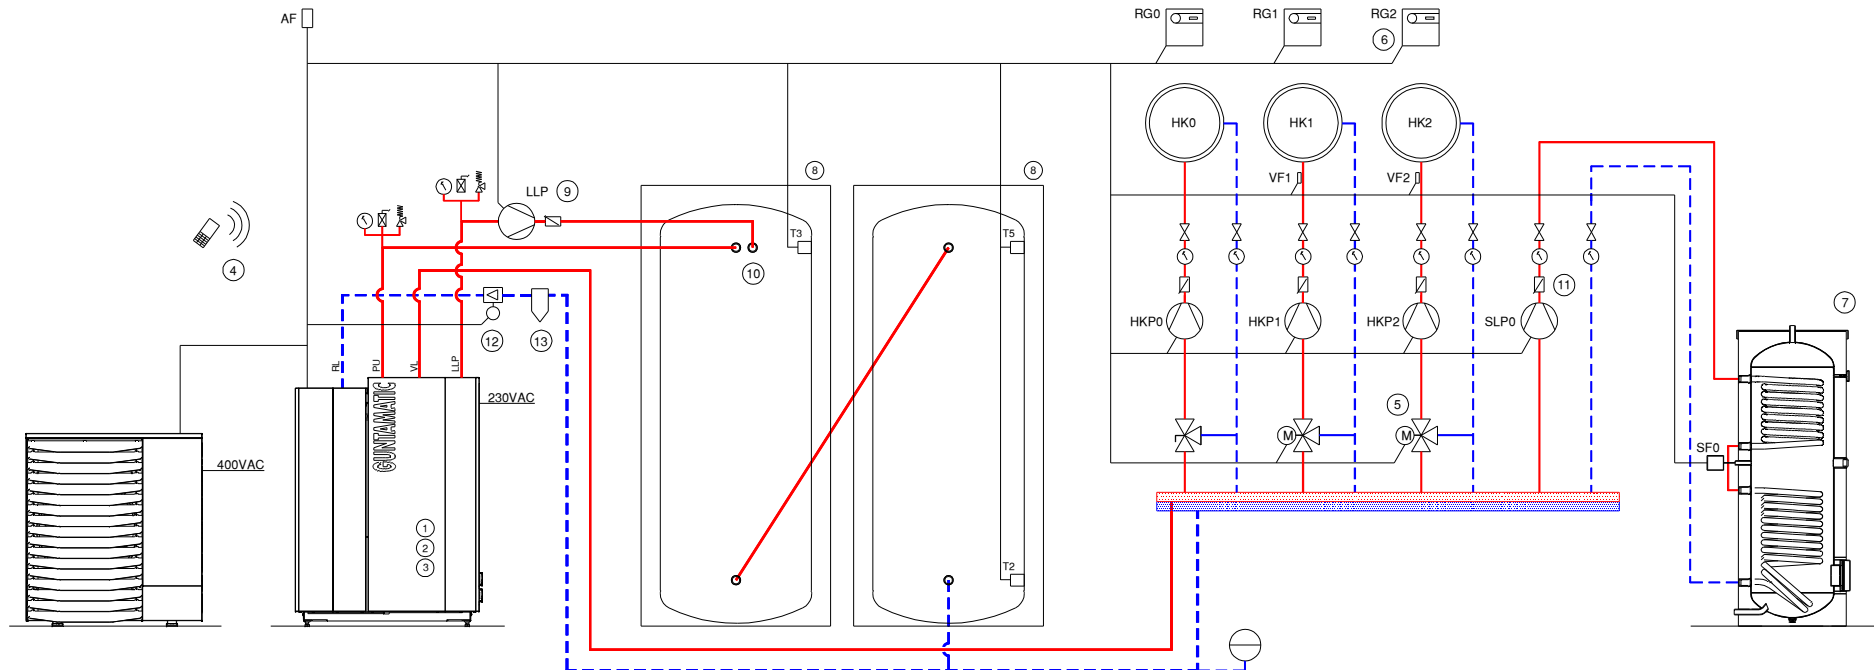 AF
RG0
RG1
RG2
6
HK0
HK1
HK2
8
8
LLP
9
VF1
VF2
T3
T5
4
10
11
7
12
13
HKP0
HKP1
HKP2
SLP0
RL
PU
VL
LLP
GUNTAMATIC
230VAC
400VAC
5
M
M
SF0
1
2
3
T2